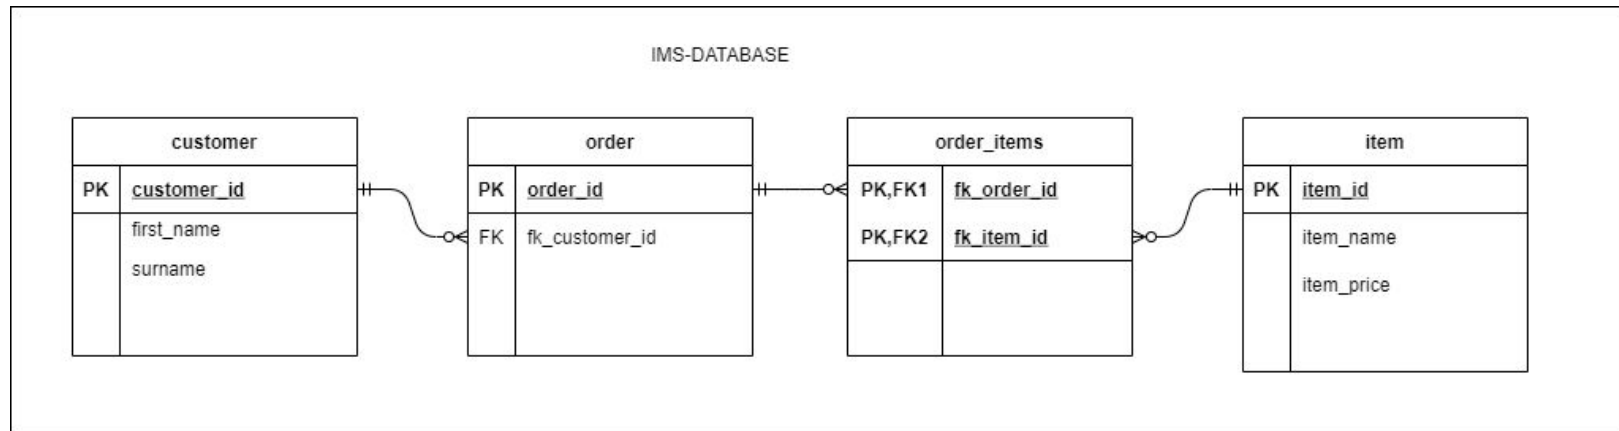 IMS-DATABASE
customer
PK customer_id
first_name
surname
order
PK order_id
FK fk_customer_id
order_items
PK,FK1 fk_order_id
PK,FK2 fk_item_id
item
PK item_id
item_name
item_price